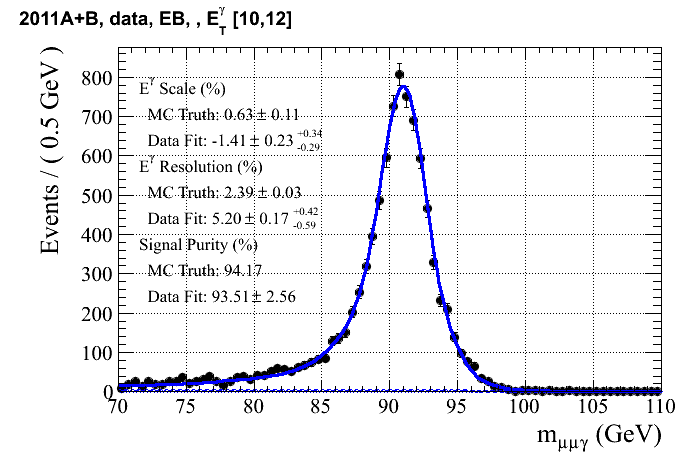 2011A+B, data, EB, , E_T^γ [10,12]
Events / ( 0.5 GeV )
800
700
600
500
400
300
200
100
0
E^γ Scale (%)
MC Truth: 0.63 ± 0.11
Data Fit: -1.41 ± 0.23 +0.34 -0.29
E^γ Resolution (%)
MC Truth: 2.39 ± 0.03
Data Fit: 5.20 ± 0.17 +0.42 -0.59
Signal Purity (%)
MC Truth: 94.17
Data Fit: 93.51 ± 2.56
70 75 80 85 90 95 100 105 110
m_μμγ (GeV)